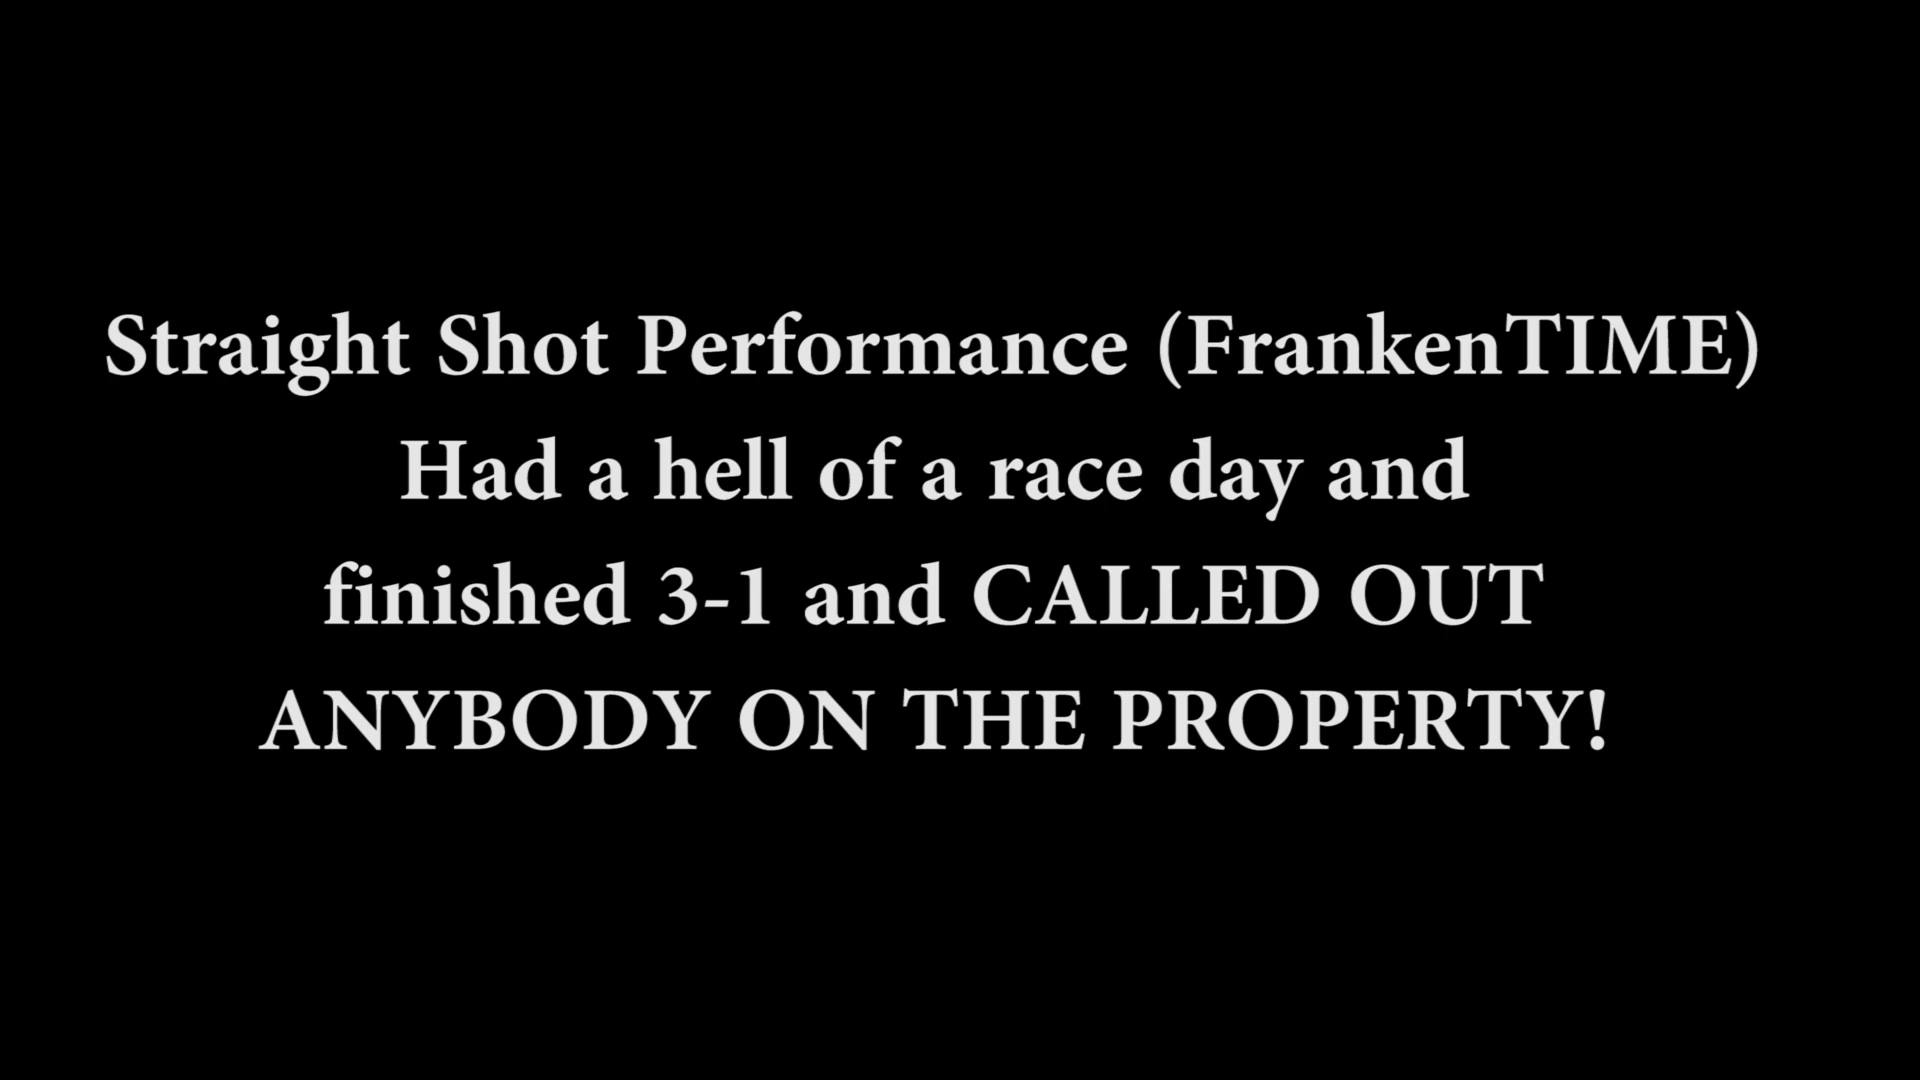 Straight Shot Performance (FrankenTIME)
Had a hell of a race day and
finished 3-1 and CALLED OUT
ANYBODY ON THE PROPERTY!